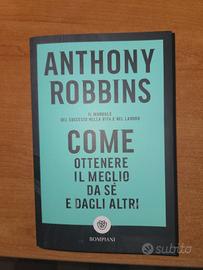 ANTHONY
ROBBINS
IL MANUALE
DEL SUCCESSO NELLA VITA E NEL LAVORO
COME
OTTENERE
IL MEGLIO
DA SÉ
E DAGLI ALTRI
BOMPIANI
subito